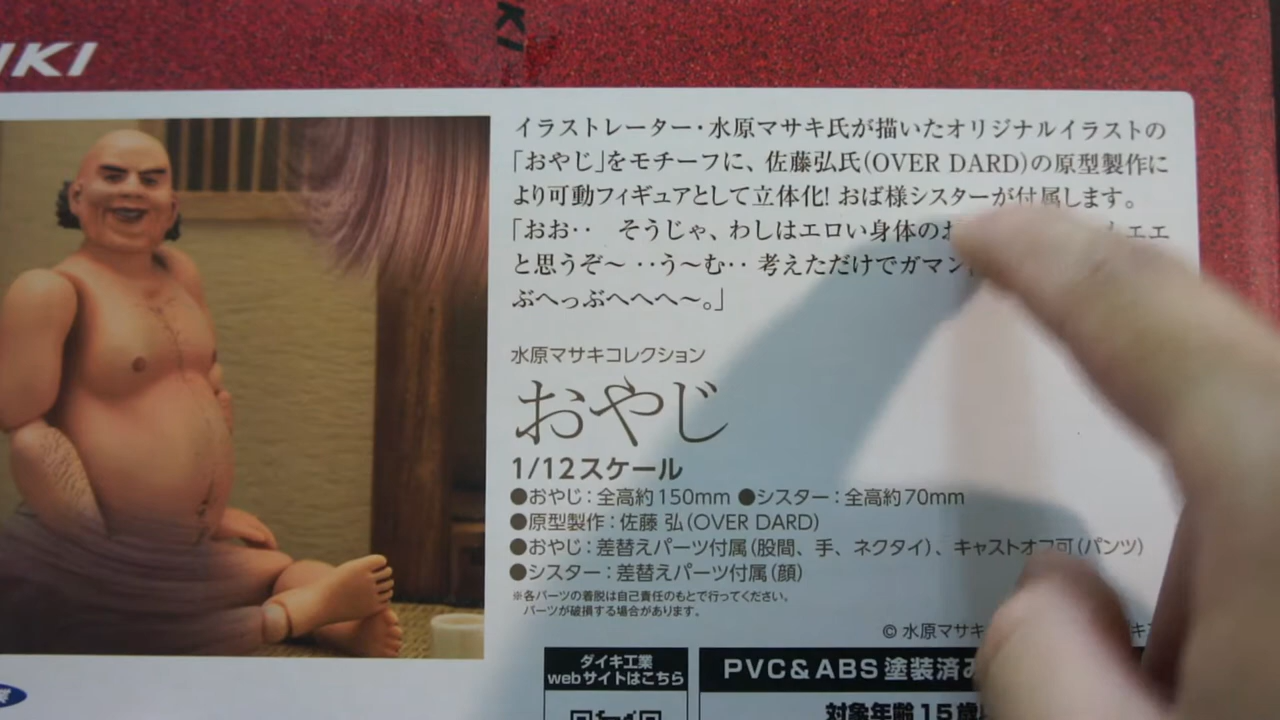 IKI
KI
イラストレーター・水原マサキ氏が描いたオリジナルイラストの
「おやじ」をモチーフに、佐藤弘氏(OVER DARD)の原型製作に
より可動フィギュアとして立体化! おば様シスターが付属します。
「おお‥ そうじゃ、わしはエロい身体のお エエ
と思うぞ〜 ‥う〜む‥ 考えただけでガマン
ぶへっぶへへへ〜。」
水原マサキコレクション
おやじ
1/12スケール
●おやじ：全高約150mm ●シスター：全高約70mm
●原型製作：佐藤 弘(OVER DARD)
●おやじ：差替えパーツ付属(股間、手、ネクタイ)、キャストオフ可(パンツ)
●シスター：差替えパーツ付属(顔)
※各パーツの着脱は自己責任のもとで行ってください。
パーツが破損する場合があります。
© 水原マサキ
ダイキ工業
webサイトはこちら
PVC&ABS塗装済み
対象年齢15歳